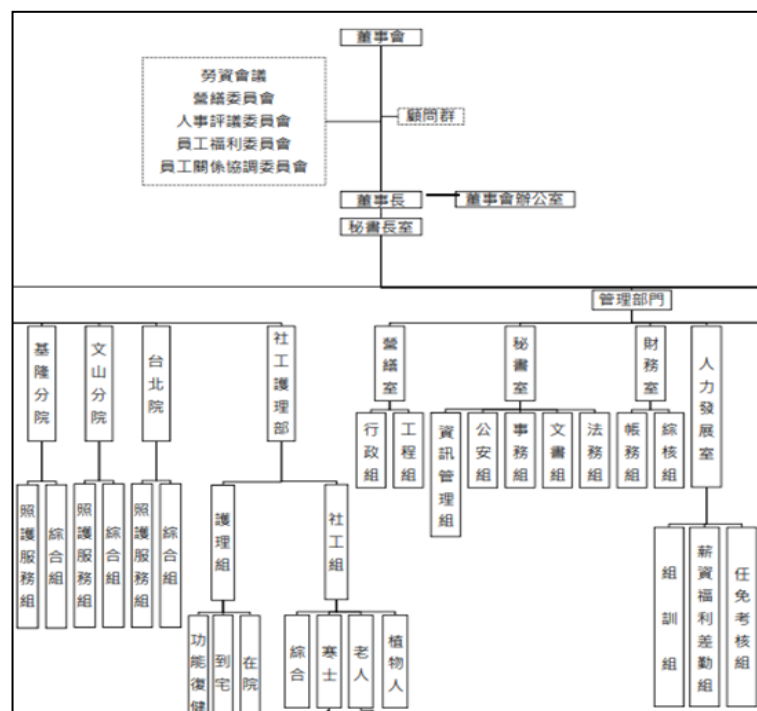 董事會
勞資會議
營繕委員會
人事評議委員會
員工福利委員會
員工關係協調委員會
顧問群
董事長
董事會辦公室
秘書長室
管理部門
基隆分院
文山分院
台北院
社工護理部
營繕室
秘書室
財務室
人力發展室
行政組
工程組
資訊管理組
公安組
事務組
文書組
法務組
帳務組
綜核組
照護服務組
綜合組
照護服務組
綜合組
照護服務組
綜合組
護理組
社工組
組訓組
薪資福利差勤組
任免考核組
功能復健
到宅
在院
綜合
寒士
老人
植物人